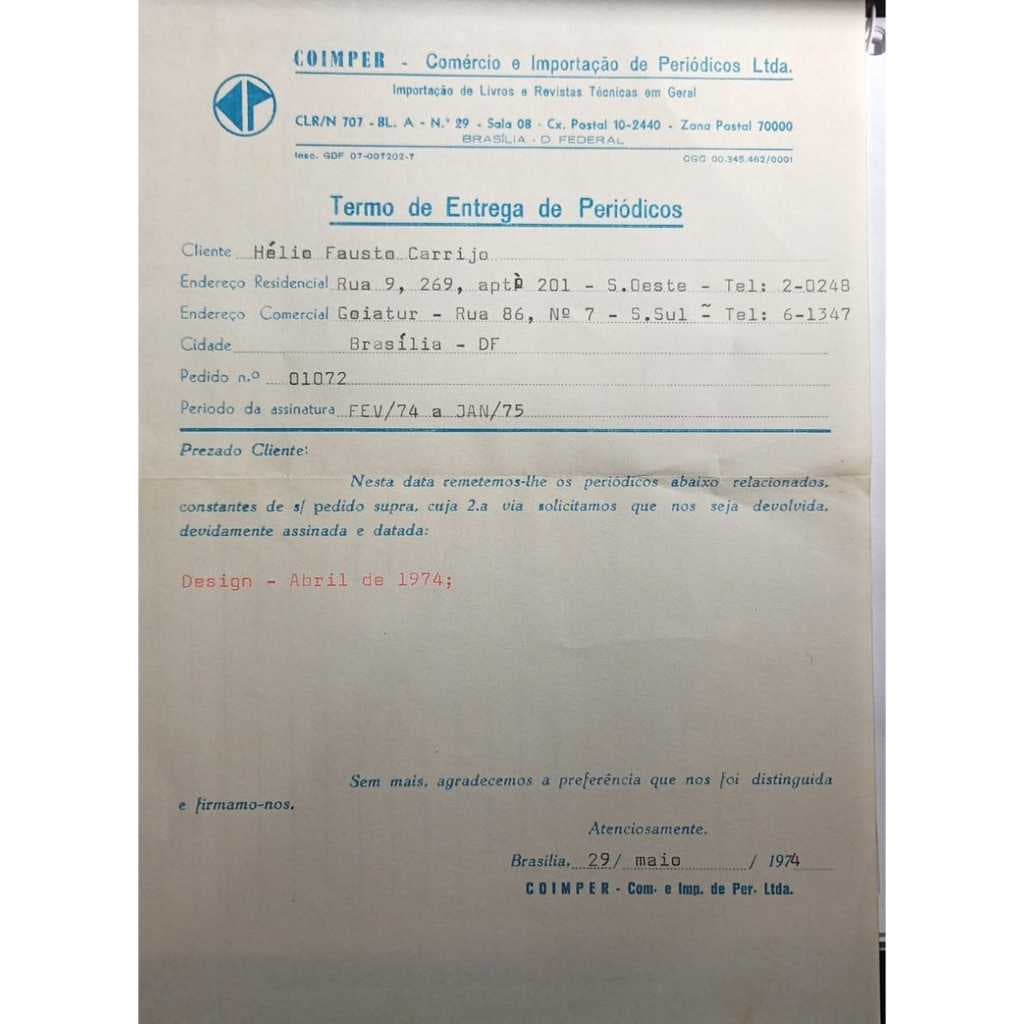 COIMPER - Comércio e Importação de Periódicos Ltda.
Importação de Livros e Revistas Técnicas em Geral
CLR/N 707 - BL. A - N.º 29 - Sala 08 - Cx. Postal 10-2440 - Zona Postal 70000
BRASÍLIA - D. FEDERAL
Insc. GDF 07-007202-7 CGC 00.345.462/0001
Termo de Entrega de Periódicos
Cliente Hélio Fausto Carrijo
Endereço Residencial Rua 9, 269, aptº 201 - S.Oeste - Tel: 2-0248
Endereço Comercial Goiatur - Rua 86, Nº 7 - S.Sul - Tel: 6-1347
Cidade Brasília - DF
Pedido n.º 01072
Periodo da assinatura FEV/74 a JAN/75
Prezado Cliente:
Nesta data remetemos-lhe os periódicos abaixo relacionados,
constantes de s/ pedido supra, cuja 2.a via solicitamos que nos seja devolvida,
devidamente assinada e datada:
Design - Abril de 1974;
Sem mais, agradecemos a preferência que nos foi distinguida
e firmamo-nos,
Atenciosamente,
Brasília, 29/ maio / 1974
COIMPER - Com. e Imp. de Per. Ltda.